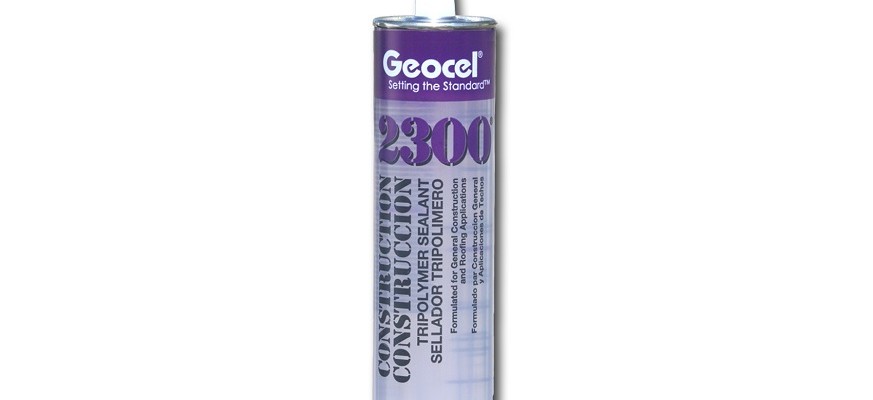 Geocel®
Setting the Standard™
2300®
CONSTRUCTION
CONSTRUCCION
TRIPOLYMER SEALANT
SELLADOR TRIPOLIMERO
Formulated for General Construction
and Roofing Applications
Formulado par Construccion General
y Aplicaciones de Techos